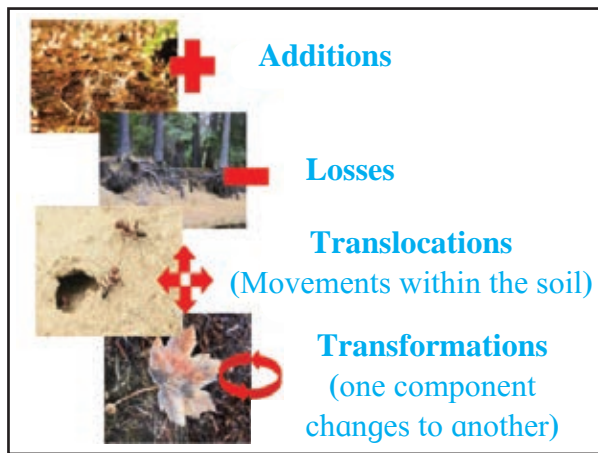 Additions
Losses
Translocations
(Movements within the soil)
Transformations
(one component
changes to another)